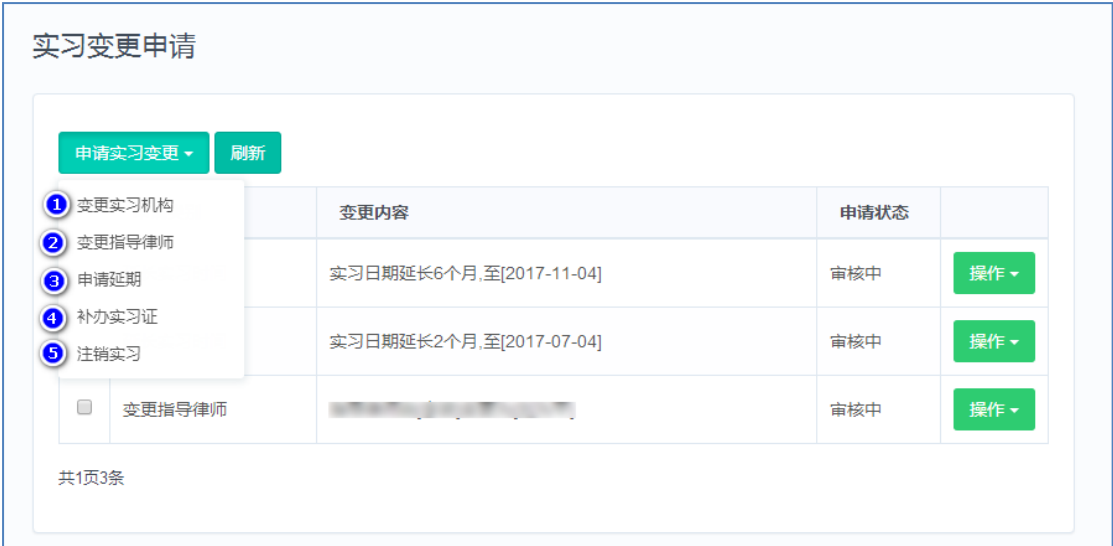 实习变更申请
申请实习变更 刷新
1 变更实习机构
2 变更指导律师
3 申请延期
4 补办实习证
5 注销实习
变更内容 申请状态
实习日期延长6个月,至[2017-11-04] 审核中 操作
实习日期延长2个月,至[2017-07-04] 审核中 操作
变更指导律师 审核中 操作
共1页3条